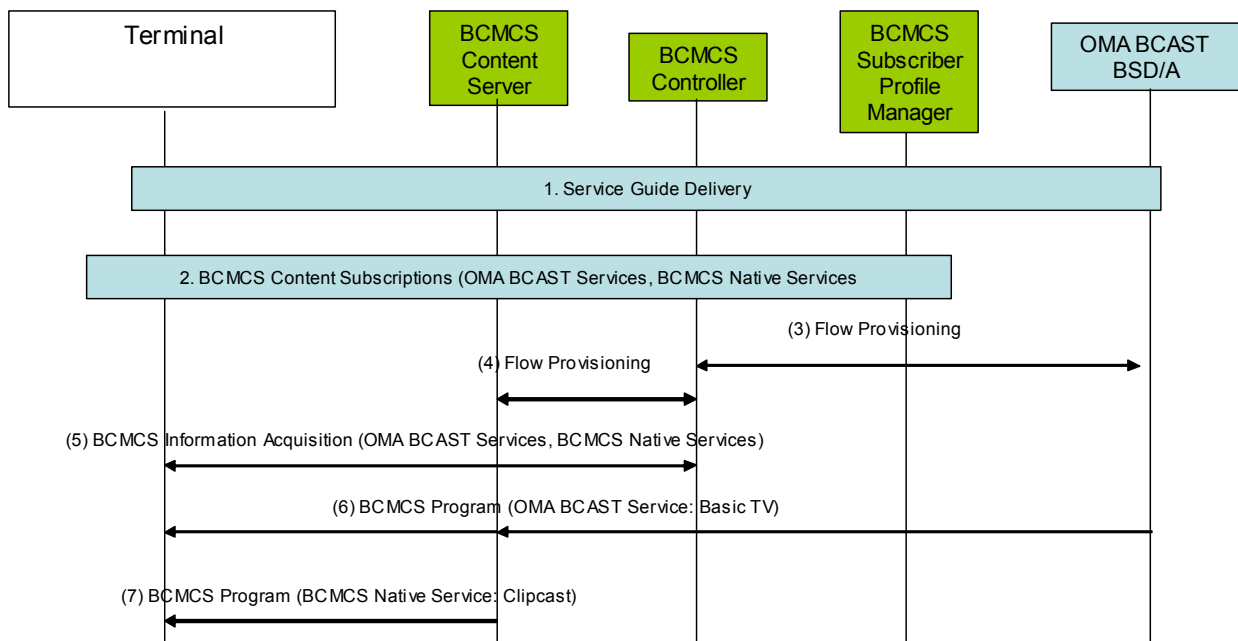 Terminal
BCMCS
Content
Server
BCMCS
Controller
BCMCS
Subscriber
Profile
Manager
OMA BCAST
BSD/A
1. Service Guide Delivery
2. BCMCS Content Subscriptions (OMA BCAST Services, BCMCS Native Services
(3) Flow Provisioning
(4) Flow Provisioning
(5) BCMCS Information Acquisition (OMA BCAST Services, BCMCS Native Services)
(6) BCMCS Program (OMA BCAST Service: Basic TV)
(7) BCMCS Program (BCMCS Native Service: Clipcast)